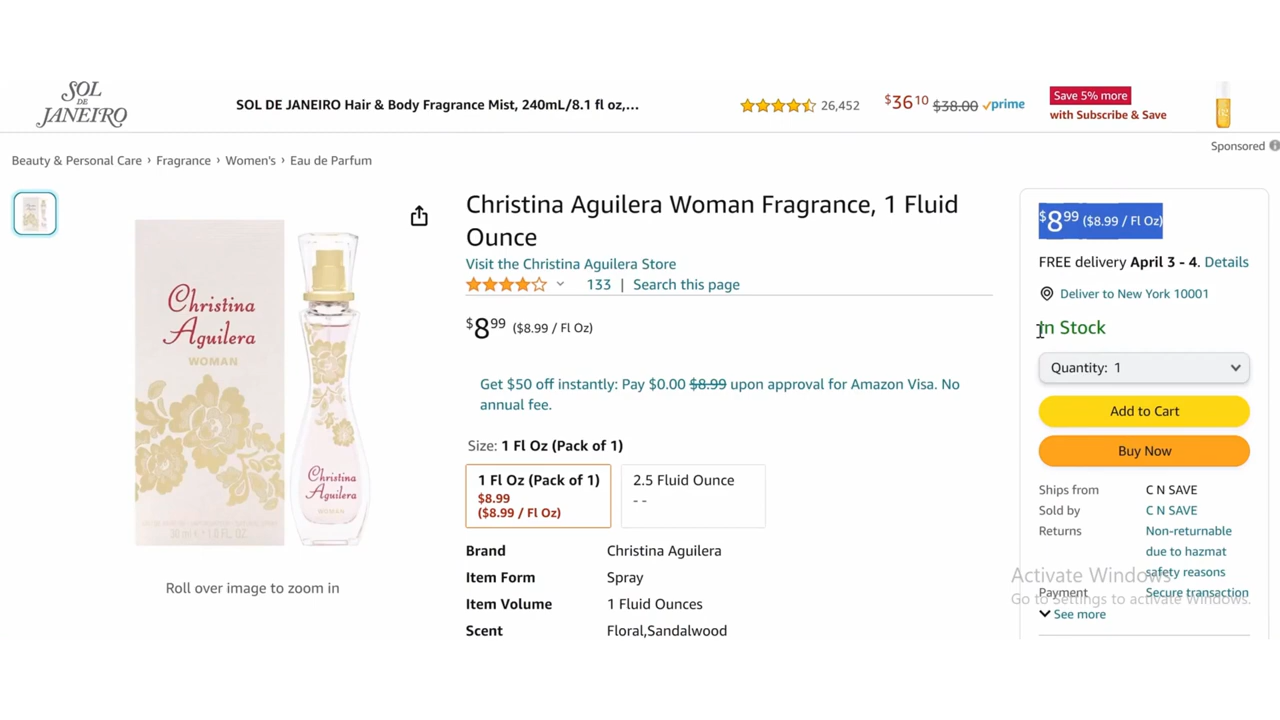 SOL
DE
JANEIRO
SOL DE JANEIRO Hair & Body Fragrance Mist, 240mL/8.1 fl oz,...
26,452
$3610 $38.00 prime
Save 5% more
with Subscribe & Save
Sponsored
Beauty & Personal Care › Fragrance › Women's › Eau de Parfum
Christina
Aguilera
WOMAN
30 ml e 1.0 FL. OZ.
Christina
Aguilera
WOMAN
Roll over image to zoom in
Christina Aguilera Woman Fragrance, 1 Fluid
Ounce
Visit the Christina Aguilera Store
133 | Search this page
$899 ($8.99 / Fl Oz)
Get $50 off instantly: Pay $0.00 $8.99 upon approval for Amazon Visa. No
annual fee.
Size: 1 Fl Oz (Pack of 1)
1 Fl Oz (Pack of 1)
$8.99
($8.99 / Fl Oz)
2.5 Fluid Ounce
- -
Brand Christina Aguilera
Item Form Spray
Item Volume 1 Fluid Ounces
Scent Floral,Sandalwood
$899 ($8.99 / Fl Oz)
FREE delivery April 3 - 4. Details
Deliver to New York 10001
In Stock
Quantity: 1
Add to Cart
Buy Now
Ships from C N SAVE
Sold by C N SAVE
Returns Non-returnable
due to hazmat
safety reasons
Payment Secure transaction
See more
Activate Windows
Go to Settings to activate Windows.